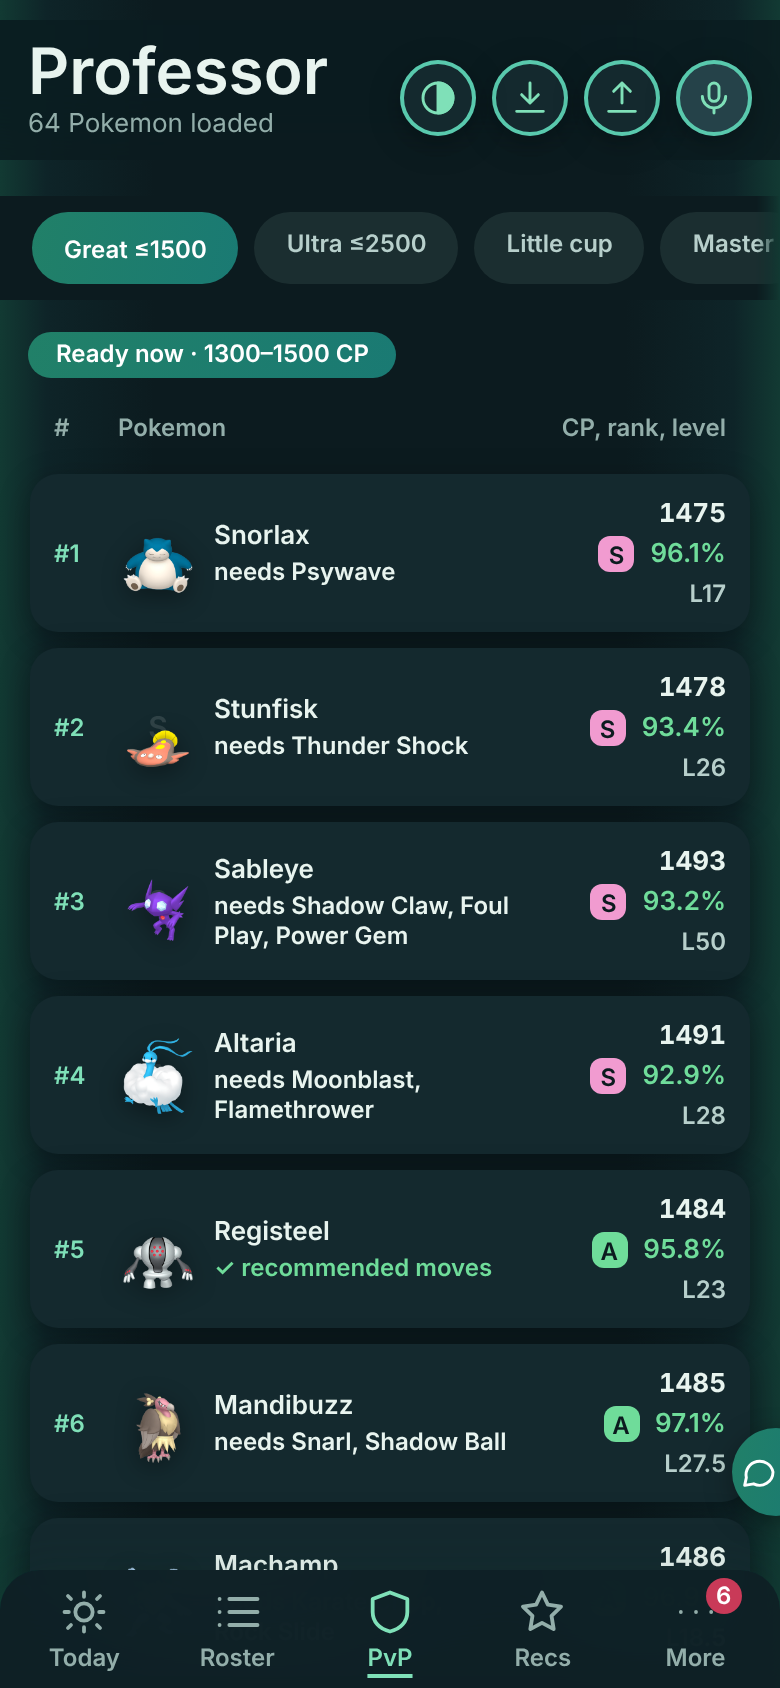 Professor
64 Pokemon loaded
Great ≤1500
Ultra ≤2500
Little cup
Master
Ready now · 1300–1500 CP
# Pokemon CP, rank, level
#1
Snorlax
needs Psywave
1475
S 96.1%
L17
#2
Stunfisk
needs Thunder Shock
1478
S 93.4%
L26
#3
Sableye
needs Shadow Claw, Foul
Play, Power Gem
1493
S 93.2%
L50
#4
Altaria
needs Moonblast,
Flamethrower
1491
S 92.9%
L28
#5
Registeel
✓ recommended moves
1484
A 95.8%
L23
#6
Mandibuzz
needs Snarl, Shadow Ball
1485
A 97.1%
L27.5
Machamp
1486
Today
Roster
PvP
Recs
6
More